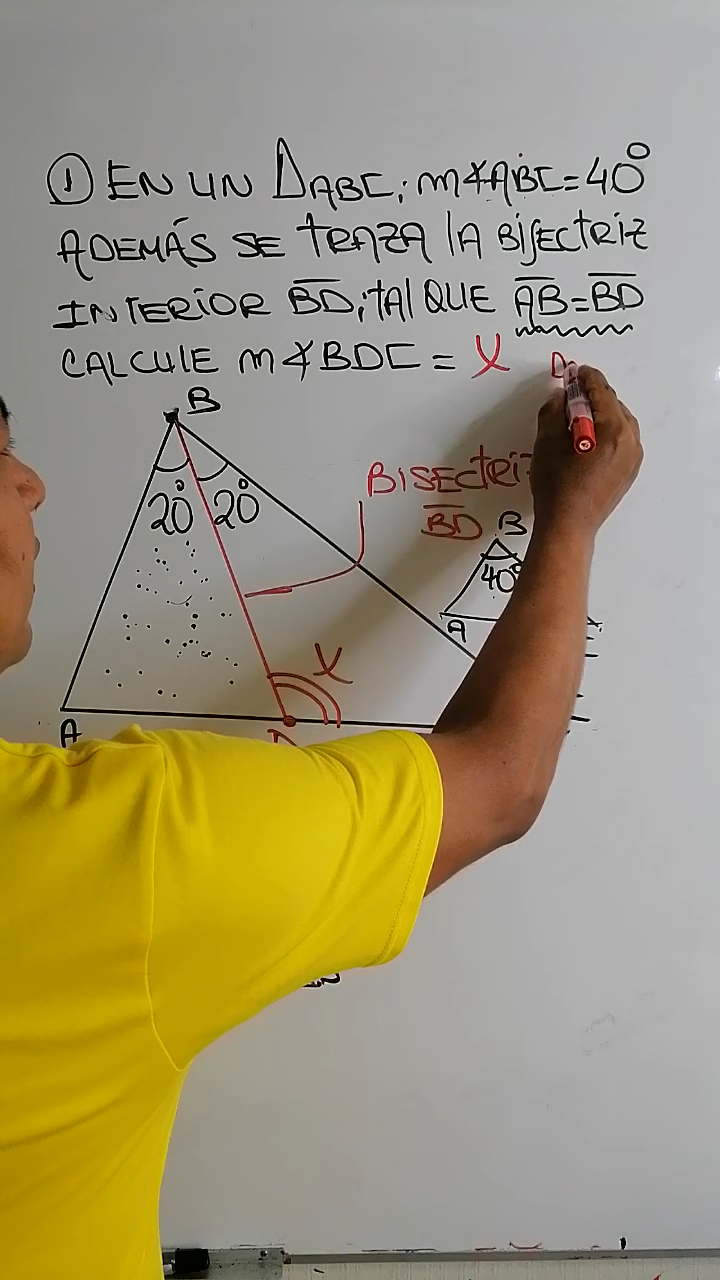 ① EN UN △ABC; m∢ABC=40°
ADEMÁS SE TRAZA LA BISECTRIZ
INTERIOR BD; TAL QUE AB=BD
CALCULE m∢BDC = X
B
BISECTRIZ
BD
20° 20°
B
40°
A
X
A